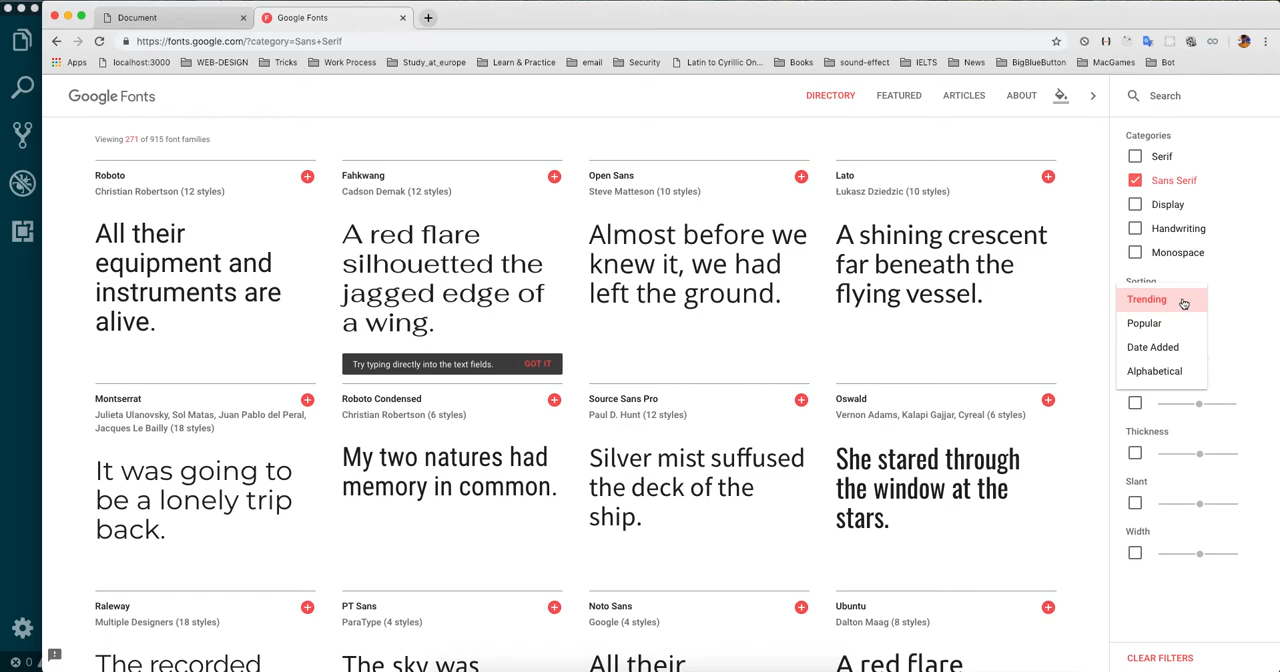 Document
Google Fonts
https://fonts.google.com/?category=Sans+Serif
Apps
localhost:3000
WEB-DESIGN
Tricks
Work Process
Study_at_europe
Learn & Practice
email
Security
Latin to Cyrillic On...
Books
sound-effect
IELTS
News
BigBlueButton
MacGames
Bot
Google Fonts
DIRECTORY
FEATURED
ARTICLES
ABOUT
Search
Viewing 271 of 915 font families
Roboto
Christian Robertson (12 styles)
All their
equipment and
instruments are
alive.
Fahkwang
Cadson Demak (12 styles)
A red flare
silhouetted the
jagged edge of
a wing.
Try typing directly into the text fields.
GOT IT
Open Sans
Steve Matteson (10 styles)
Almost before we
knew it, we had
left the ground.
Lato
Łukasz Dziedzic (10 styles)
A shining crescent
far beneath the
flying vessel.
Montserrat
Julieta Ulanovsky, Sol Matas, Juan Pablo del Peral,
Jacques Le Bailly (18 styles)
It was going to
be a lonely trip
back.
Roboto Condensed
Christian Robertson (6 styles)
My two natures had
memory in common.
Source Sans Pro
Paul D. Hunt (12 styles)
Silver mist suffused
the deck of the
ship.
Oswald
Vernon Adams, Kalapi Gajjar, Cyreal (6 styles)
She stared through
the window at the
stars.
Raleway
Multiple Designers (18 styles)
The recorded
PT Sans
ParaType (4 styles)
The sky was
Noto Sans
Google (4 styles)
All their
Ubuntu
Dalton Maag (8 styles)
A red flare
Categories
Serif
Sans Serif
Display
Handwriting
Monospace
Sorting
Trending
Popular
Date Added
Alphabetical
Thickness
Slant
Width
CLEAR FILTERS
0